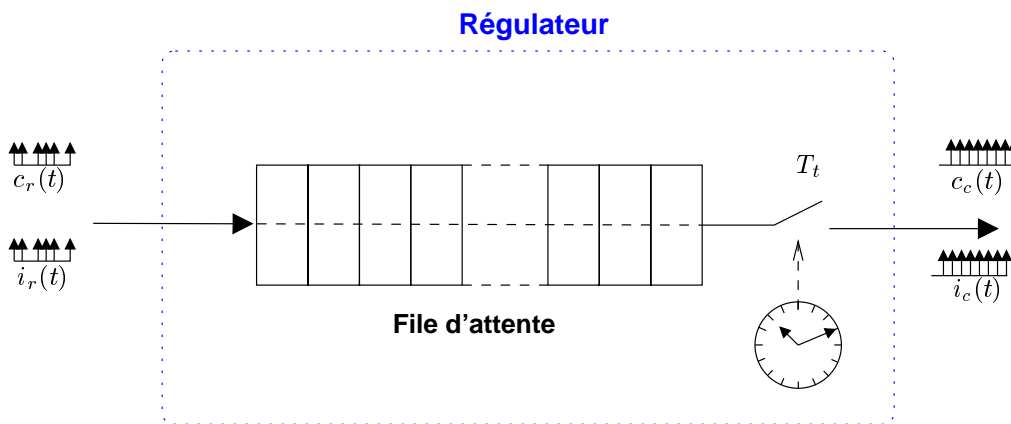 Régulateur
c_r(t)
i_r(t)
T_t
c_c(t)
i_c(t)
File d'attente